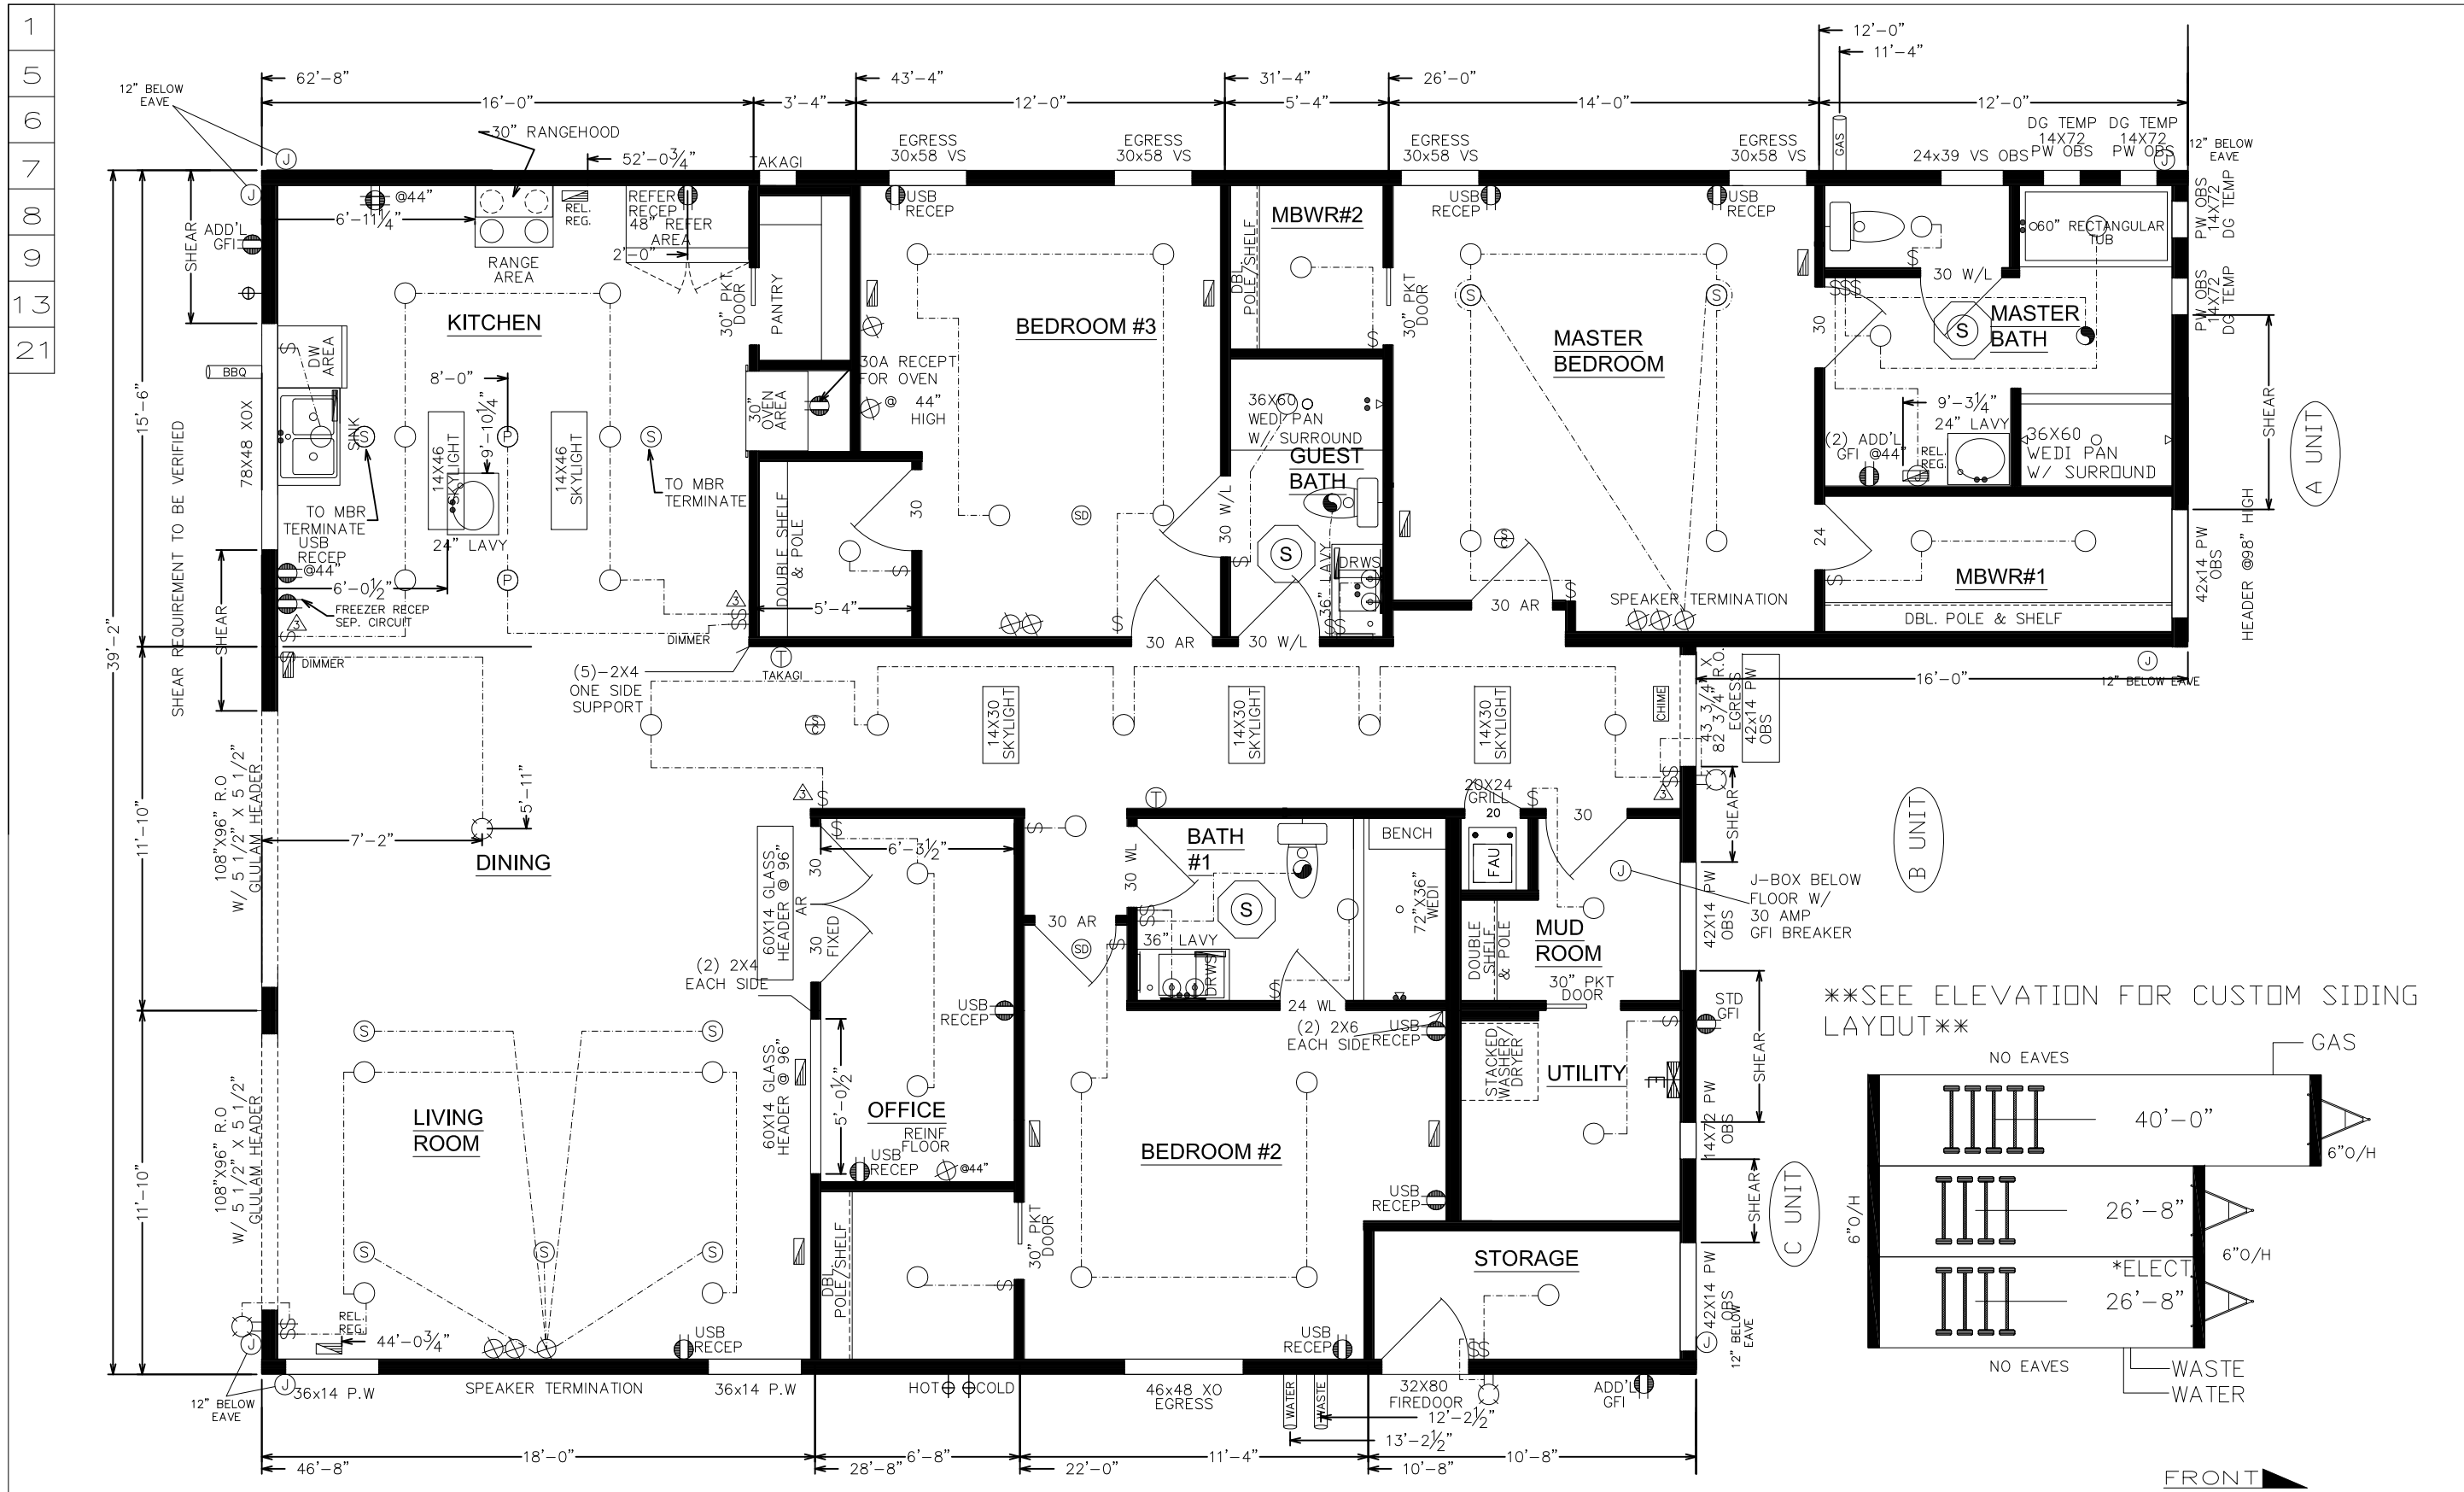 1
5
6
7
8
9
13
21
12'-0"
11'-4"
62'-8"
43'-4"
31'-4"
26'-0"
12" BELOW
EAVE
16'-0"
3'-4"
12'-0"
5'-4"
14'-0"
12'-0"
30" RANGEHOOD
52'-0 3/4"
TAKAGI
EGRESS
30x58 VS
EGRESS
30x58 VS
EGRESS
30x58 VS
EGRESS
30x58 VS
GAS
24x39 VS OBS
DG TEMP
14X72
PW OBS
DG TEMP
14X72
PW OBS
12" BELOW
EAVE
J
J
J
@44"
6'-11 1/4"
REL.
REG.
REFER
RECEP
48" REFER
AREA
2'-0"
USB
RECEP
MBWR#2
USB
RECEP
USB
RECEP
60" RECTANGULAR
TUB
PW OBS
14X72
DG TEMP
PW OBS
14X72
DG TEMP
SHEAR
ADD'L
GFI
RANGE
AREA
30" PKT
DOOR
PANTRY
DBL.
POLE/SHELF
30" PKT
DOOR
30 W/L
KITCHEN
BEDROOM #3
MASTER
BEDROOM
MASTER
BATH
30
S
S
S
DW
AREA
BBQ
8'-0"
9'-10 1/4"
30"
OVEN
AREA
30A RECEPT
FOR OVEN
@ 44"
HIGH
36X60
WEDI PAN
W/ SURROUND
GUEST
BATH
9'-3 1/4"
24" LAVY
(2) ADD'L
GFI @44"
REL.
REG.
36X60
WEDI PAN
W/ SURROUND
SHEAR
A UNIT
15'-6"
78X48 XOX
SINK
S
14X46
SKYLIGHT
P
14X46
SKYLIGHT
S
TO MBR
TERMINATE
TO MBR
TERMINATE
24" LAVY
USB
RECEP
@44"
6'-0 1/2"
P
FREEZER RECEP
SEP. CIRCUIT
3
DOUBLE SHELF
& POLE
30
5'-4"
SD
30 W/L
S
36" LAVY
DRWS
24
MBWR#1
DBL. POLE & SHELF
42x14 PW
OBS
HEADER @98" HIGH
30 AR
SPEAKER TERMINATION
3
DIMMER
30 AR
30 W/L
SHEAR
SHEAR REQUIREMENT TO BE VERIFIED
39'-2"
DIMMER
(5)-2X4
ONE SIDE
SUPPORT
T
TAKAGI
J
12" BELOW EAVE
16'-0"
14X30
SKYLIGHT
14X30
SKYLIGHT
14X30
SKYLIGHT
CHIME
43 3/4" X
82 3/4" R.O.
EGRESS
42x14 PW
OBS
11'-10"
108"X96" R.O
W/ 5 1/2" X 5 1/2"
GLULAM HEADER
7'-2"
5'-11"
DINING
3
60X14 GLASS
HEADER @ 96"
30
AR
30
FIXED
6'-3 1/2"
T
20X24
GRILL
20
30
3
SHEAR
B UNIT
BATH
#1
BENCH
FAU
30 WL
S
72"X36"
WEDI
J
J-BOX BELOW
FLOOR W/
30 AMP
GFI BREAKER
42X14 PW
OBS
30 AR
SD
36" LAVY
DRWS
24 WL
DOUBLE
SHELF
& POLE
MUD
ROOM
30" PKT
DOOR
(2) 2X4
EACH SIDE
USB
RECEP
(2) 2X6
EACH SIDE
USB
RECEP
STD
GFI
SHEAR
**SEE ELEVATION FOR CUSTOM SIDING
LAYOUT**
NO EAVES
GAS
40'-0"
6"O/H
26'-8"
6"O/H
6"O/H
*ELECT
26'-8"
NO EAVES
WASTE
WATER
S
S
60X14 GLASS
HEADER @ 96"
5'-0 1/2"
STACKED
WASHER/
DRYER
UTILITY
14X72 PW
OBS
11'-10"
108"X96" R.O
W/ 5 1/2" X 5 1/2"
GLULAM HEADER
LIVING
ROOM
OFFICE
REINF
FLOOR
USB
RECEP
@44"
BEDROOM #2
USB
RECEP
SHEAR
C UNIT
S
S
S
DBL.
POLE/SHELF
30" PKT
DOOR
STORAGE
42X14 PW
OBS
12" BELOW
EAVE
J
REL.
REG.
44'-0 3/4"
USB
RECEP
USB
RECEP
J
J
12" BELOW
EAVE
36x14 P.W
SPEAKER TERMINATION
36x14 P.W
HOT
COLD
46x48 XO
EGRESS
WATER
WASTE
32X80
FIREDOOR
ADD'L
GFI
12'-2 1/2"
13'-2 1/2"
18'-0"
6'-8"
11'-4"
10'-8"
46'-8"
28'-8"
22'-0"
10'-8"
FRONT